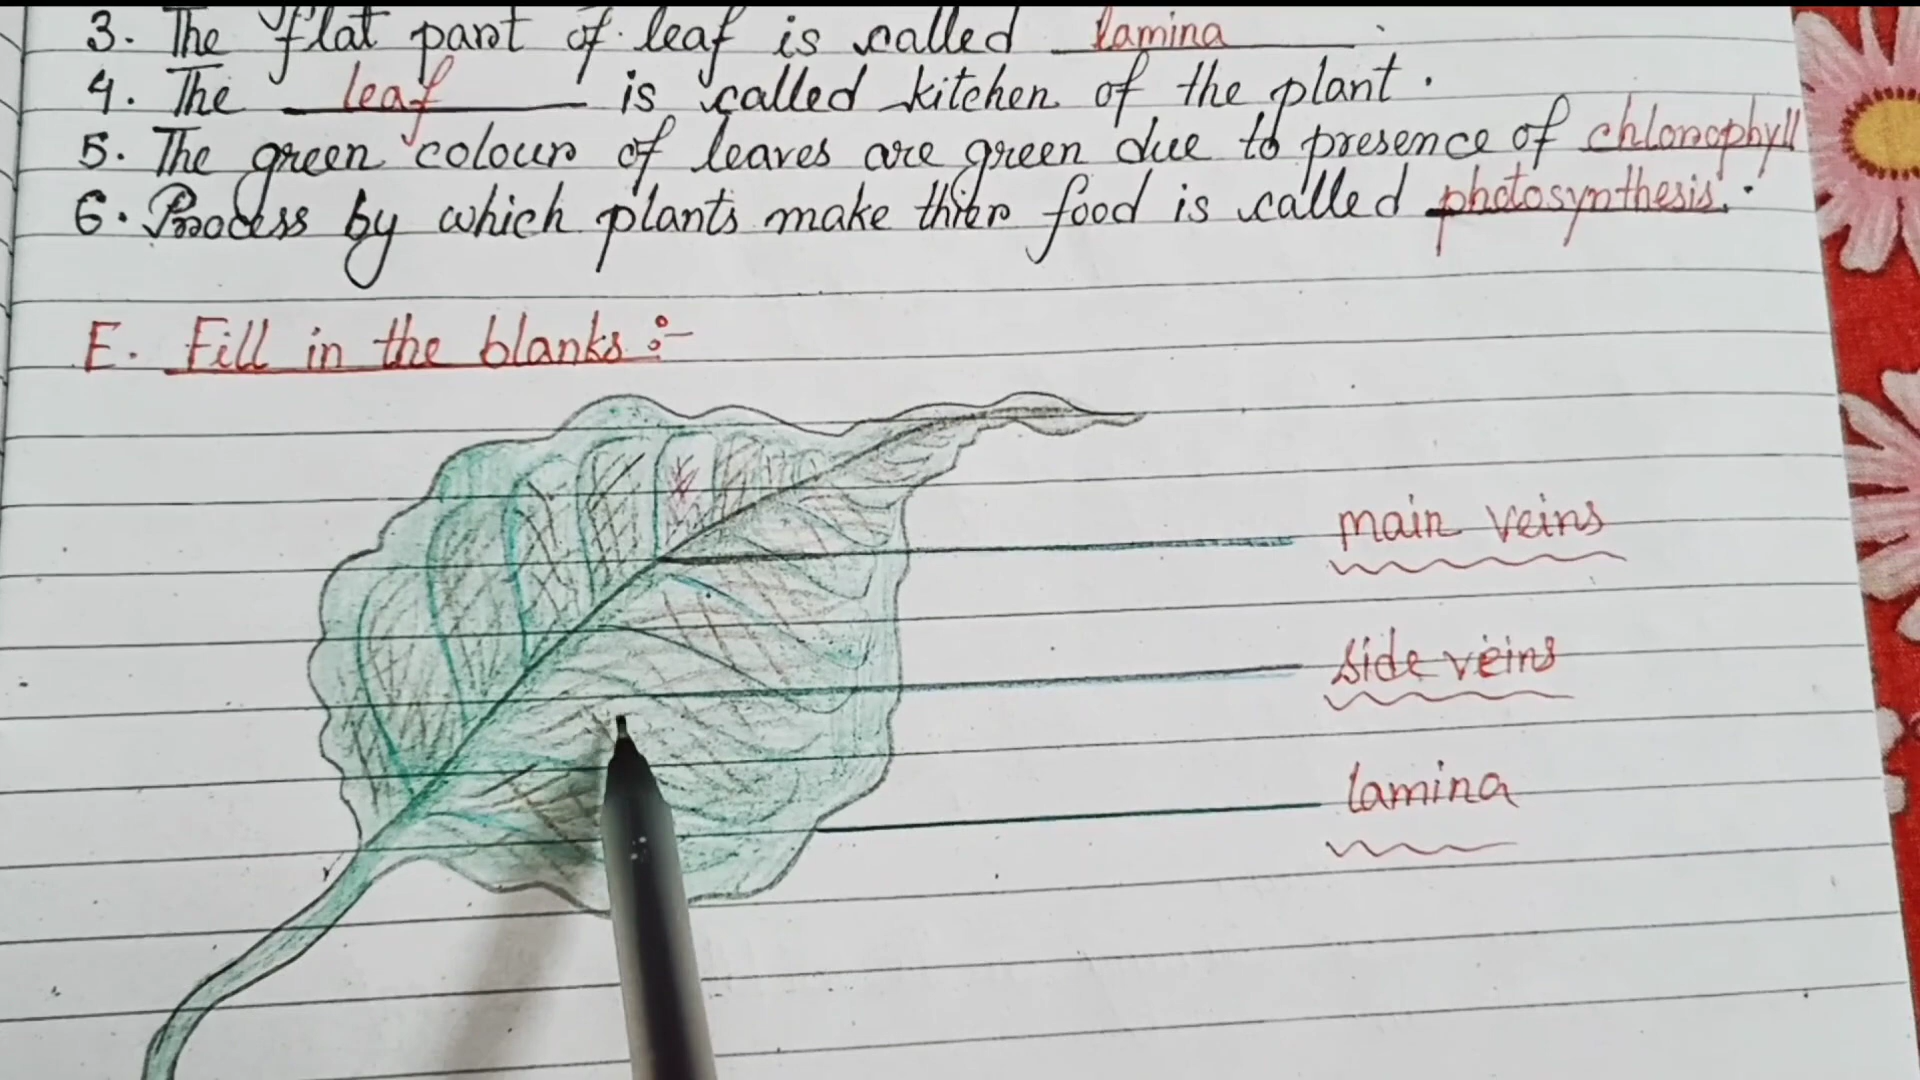 3. The flat part of leaf is called lamina.
4. The leaf is called kitchen of the plant.
5. The green colour of leaves are green due to presence of chlorophyll
6. Process by which plants make thier food is called photosynthesis.
E. Fill in the blanks :-
main veins
side veins
lamina